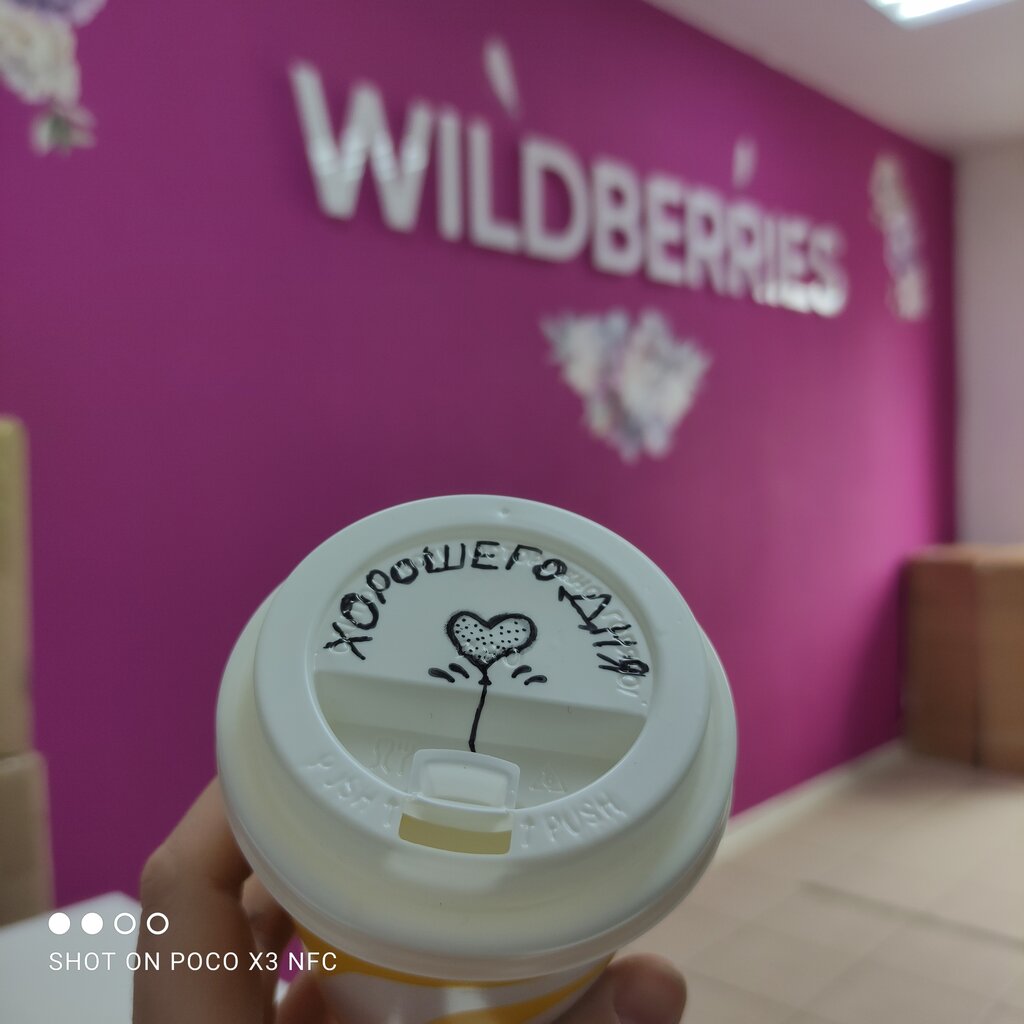 WILDBERRIES
ХОРОШЕГО ДНЯ
PUSH PUSH
SHOT ON POCO X3 NFC